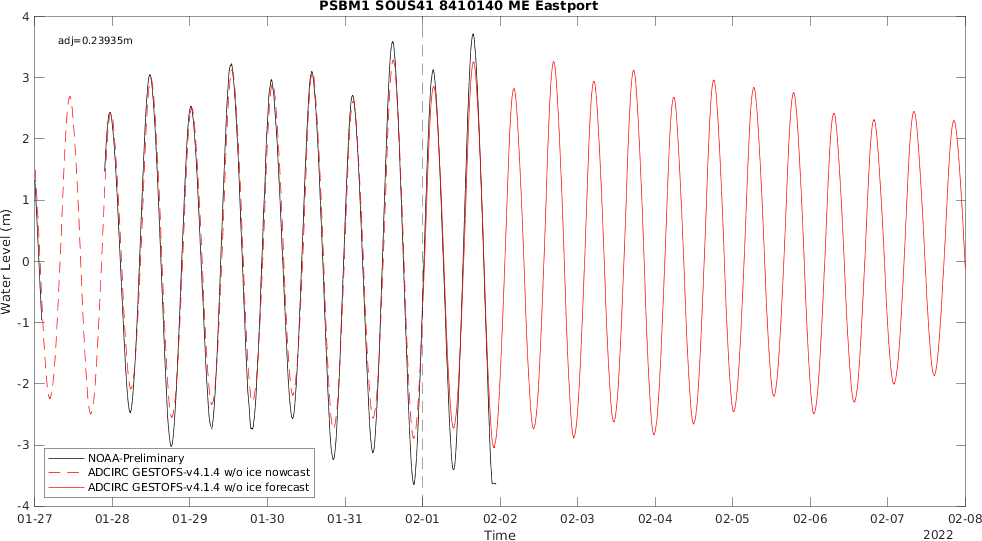 PSBM1 SOUS41 8410140 ME Eastport
adj=0.23935m
4
3
2
1
0
-1
-2
-3
-4
Water Level (m)
NOAA-Preliminary
ADCIRC GESTOFS-v4.1.4 w/o ice nowcast
ADCIRC GESTOFS-v4.1.4 w/o ice forecast
01-27 01-28 01-29 01-30 01-31 02-01 02-02 02-03 02-04 02-05 02-06 02-07 02-08
Time
2022